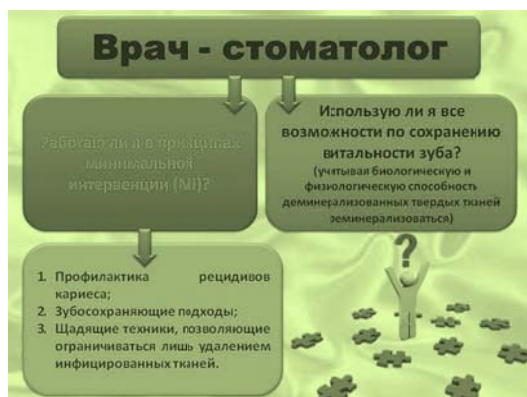 Врач - стоматолог
Работаю ли я в принципах
минимальной
интервенции (MI)?
Использую ли я все
возможности по сохранению
витальности зуба?
(учитывая биологическую и
физиологическую способность
деминерализованных твердых тканей
реминерализоваться)
1. Профилактика рецидивов
кариеса;
2. Зубосохраняющие подходы;
3. Щадящие техники, позволяющие
ограничиваться лишь удалением
инфицированных тканей.
?